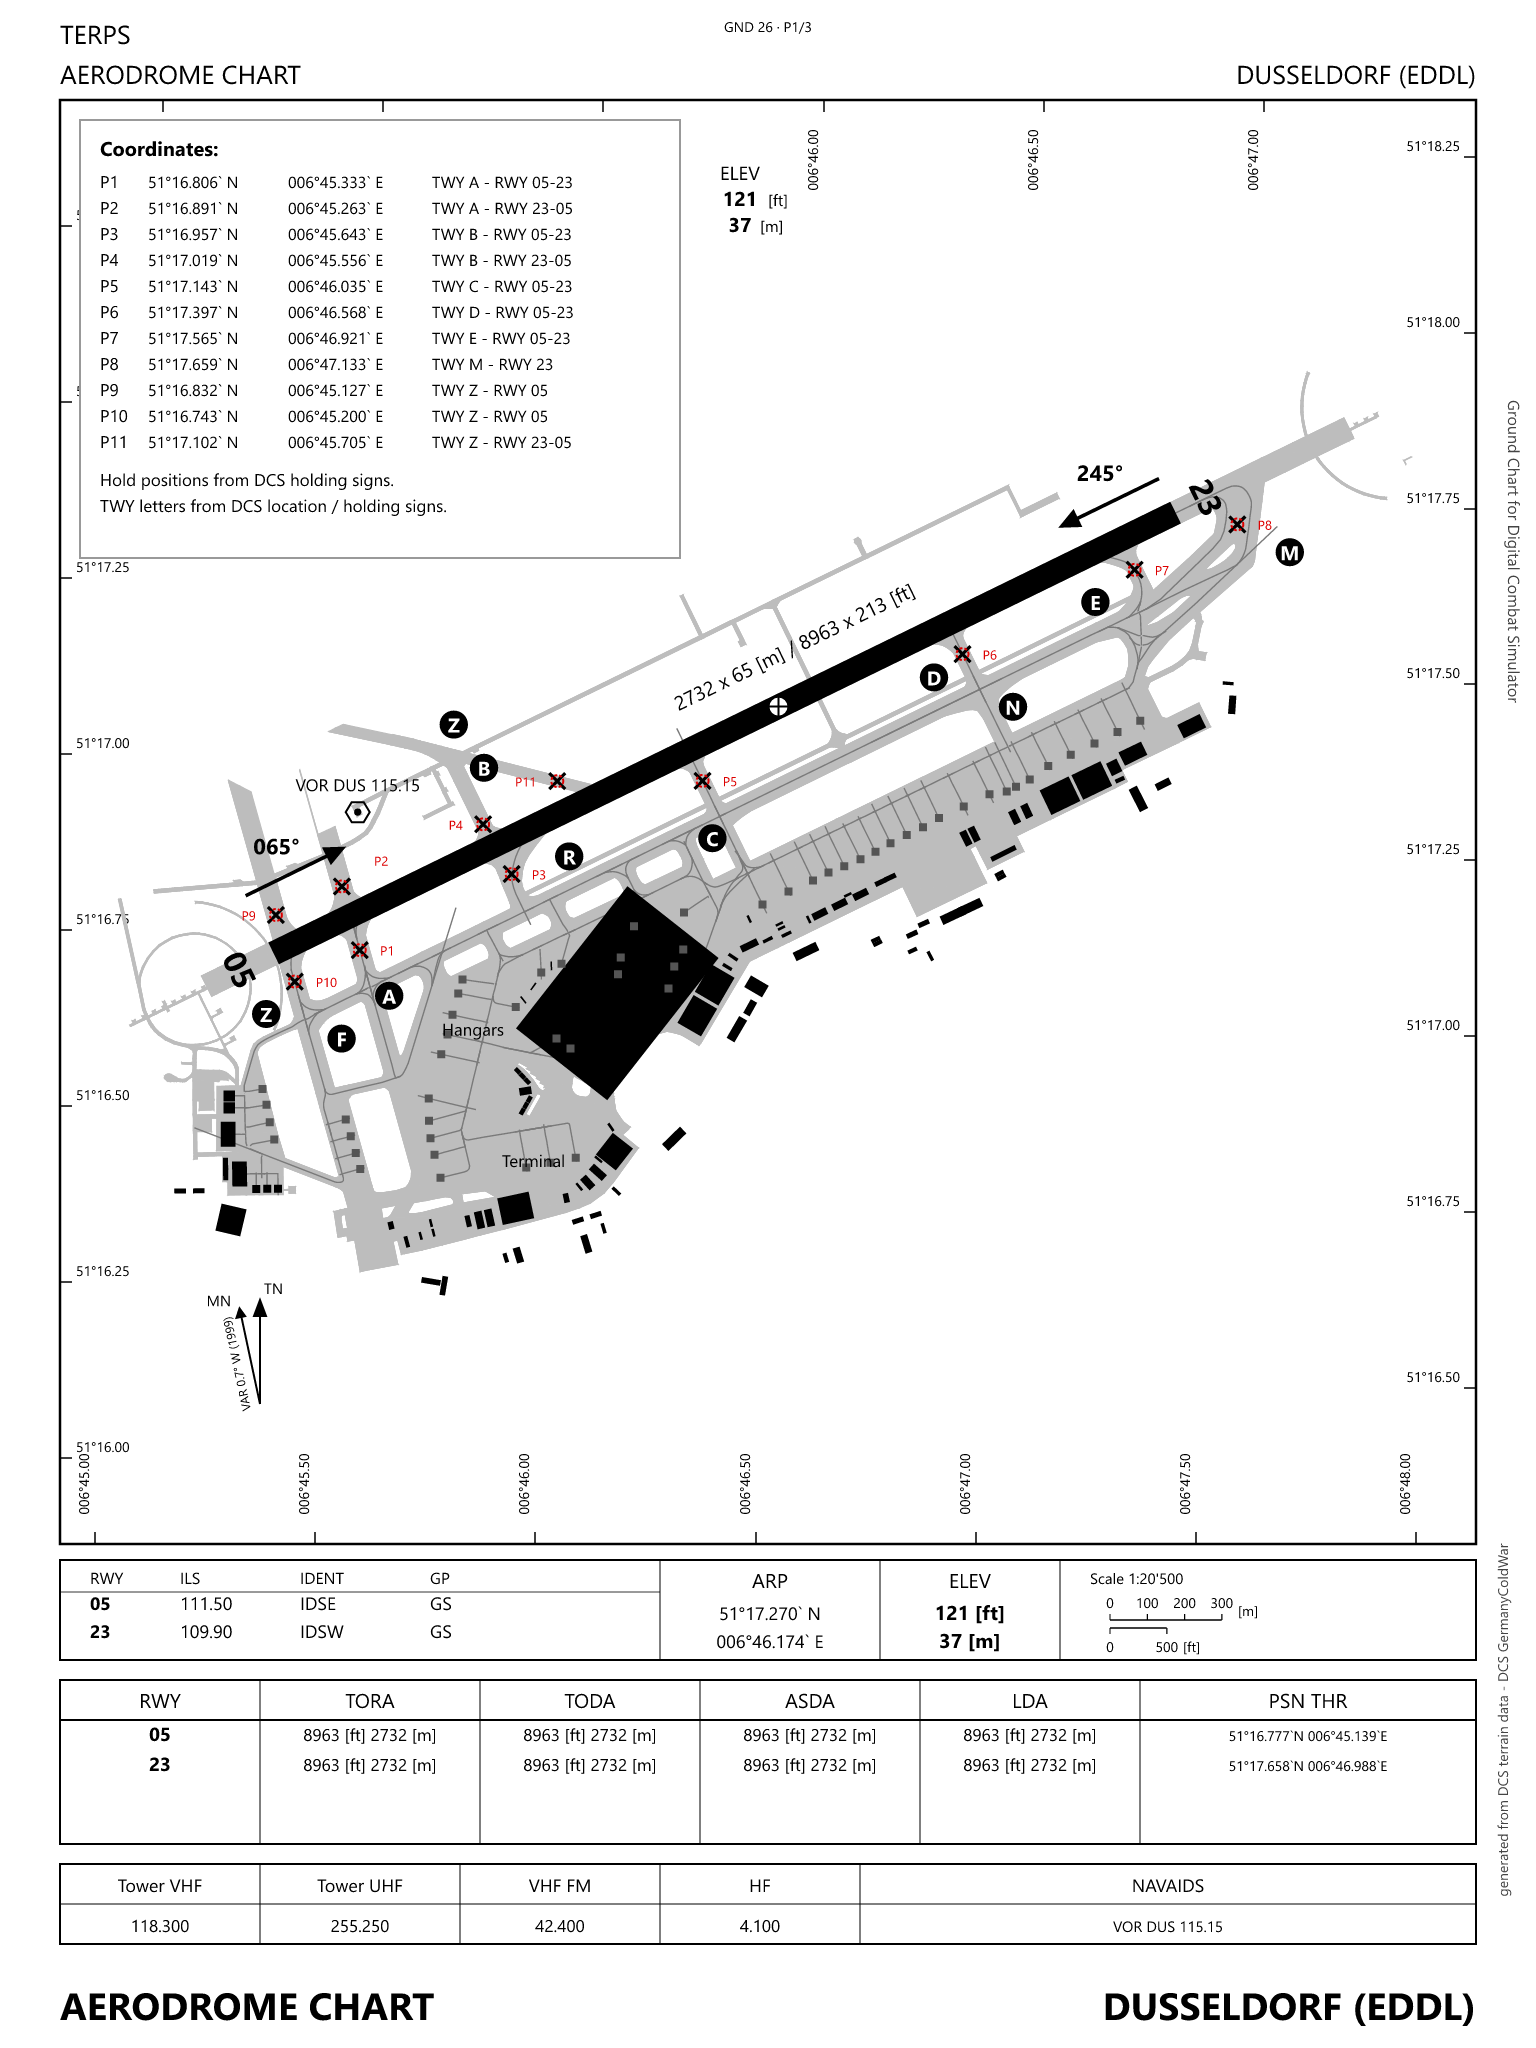 GND 26 · P1/3
TERPS
AERODROME CHART
DUSSELDORF (EDDL)
Coordinates:
P1 51°16.806` N 006°45.333` E TWY A - RWY 05-23
P2 51°16.891` N 006°45.263` E TWY A - RWY 23-05
P3 51°16.957` N 006°45.643` E TWY B - RWY 05-23
P4 51°17.019` N 006°45.556` E TWY B - RWY 23-05
P5 51°17.143` N 006°46.035` E TWY C - RWY 05-23
P6 51°17.397` N 006°46.568` E TWY D - RWY 05-23
P7 51°17.565` N 006°46.921` E TWY E - RWY 05-23
P8 51°17.659` N 006°47.133` E TWY M - RWY 23
P9 51°16.832` N 006°45.127` E TWY Z - RWY 05
P10 51°16.743` N 006°45.200` E TWY Z - RWY 05
P11 51°17.102` N 006°45.705` E TWY Z - RWY 23-05
Hold positions from DCS holding signs.
TWY letters from DCS location / holding signs.
ELEV
121 [ft]
37 [m]
006°46.00
006°46.50
006°47.00
51°18.25
51°18.00
51°17.75
51°17.50
51°17.25
51°17.00
51°16.75
51°16.50
51°17.25
51°17.00
51°16.75
51°16.50
51°16.25
51°16.00
245°
23
P8
M
P7
E
2732 x 65 [m] / 8963 x 213 [ft]
P6
D
N
Z
B
P11
P5
VOR DUS 115.15
P4
C
065°
R
P2
P3
P9
P1
05
P10
A
Z
F
Hangars
Terminal
TN
MN
VAR 0.7° W (1999)
006°45.00
006°45.50
006°46.00
006°46.50
006°47.00
006°47.50
006°48.00
Ground Chart for Digital Combat Simulator
generated from DCS terrain data - DCS GermanyColdWar
RWY ILS IDENT GP
05 111.50 IDSE GS
23 109.90 IDSW GS
ARP
51°17.270` N
006°46.174` E
ELEV
121 [ft]
37 [m]
Scale 1:20'500
0 100 200 300 [m]
0 500 [ft]
RWY TORA TODA ASDA LDA PSN THR
05 8963 [ft] 2732 [m] 8963 [ft] 2732 [m] 8963 [ft] 2732 [m] 8963 [ft] 2732 [m] 51°16.777`N 006°45.139`E
23 8963 [ft] 2732 [m] 8963 [ft] 2732 [m] 8963 [ft] 2732 [m] 8963 [ft] 2732 [m] 51°17.658`N 006°46.988`E
Tower VHF Tower UHF VHF FM HF NAVAIDS
118.300 255.250 42.400 4.100 VOR DUS 115.15
AERODROME CHART
DUSSELDORF (EDDL)